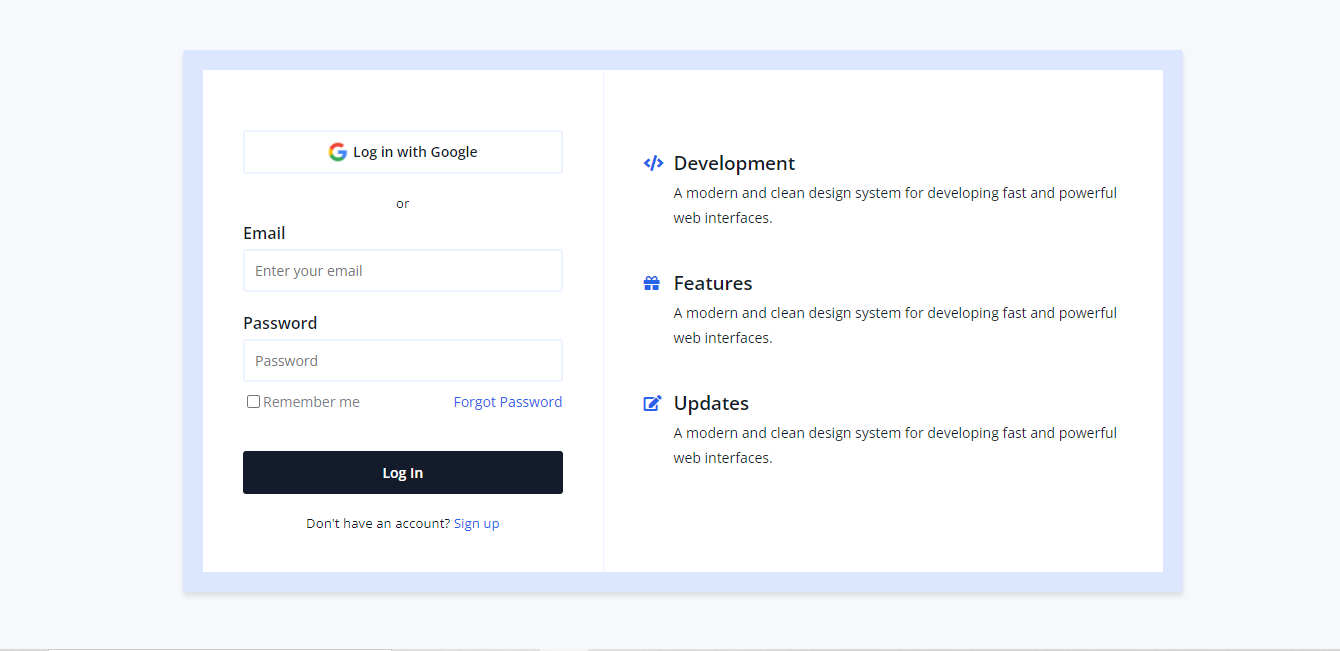 Log in with Google
or
Email
Enter your email
Password
Password
Remember me
Forgot Password
Log In
Don't have an account? Sign up
Development
A modern and clean design system for developing fast and powerful
web interfaces.
Features
A modern and clean design system for developing fast and powerful
web interfaces.
Updates
A modern and clean design system for developing fast and powerful
web interfaces.